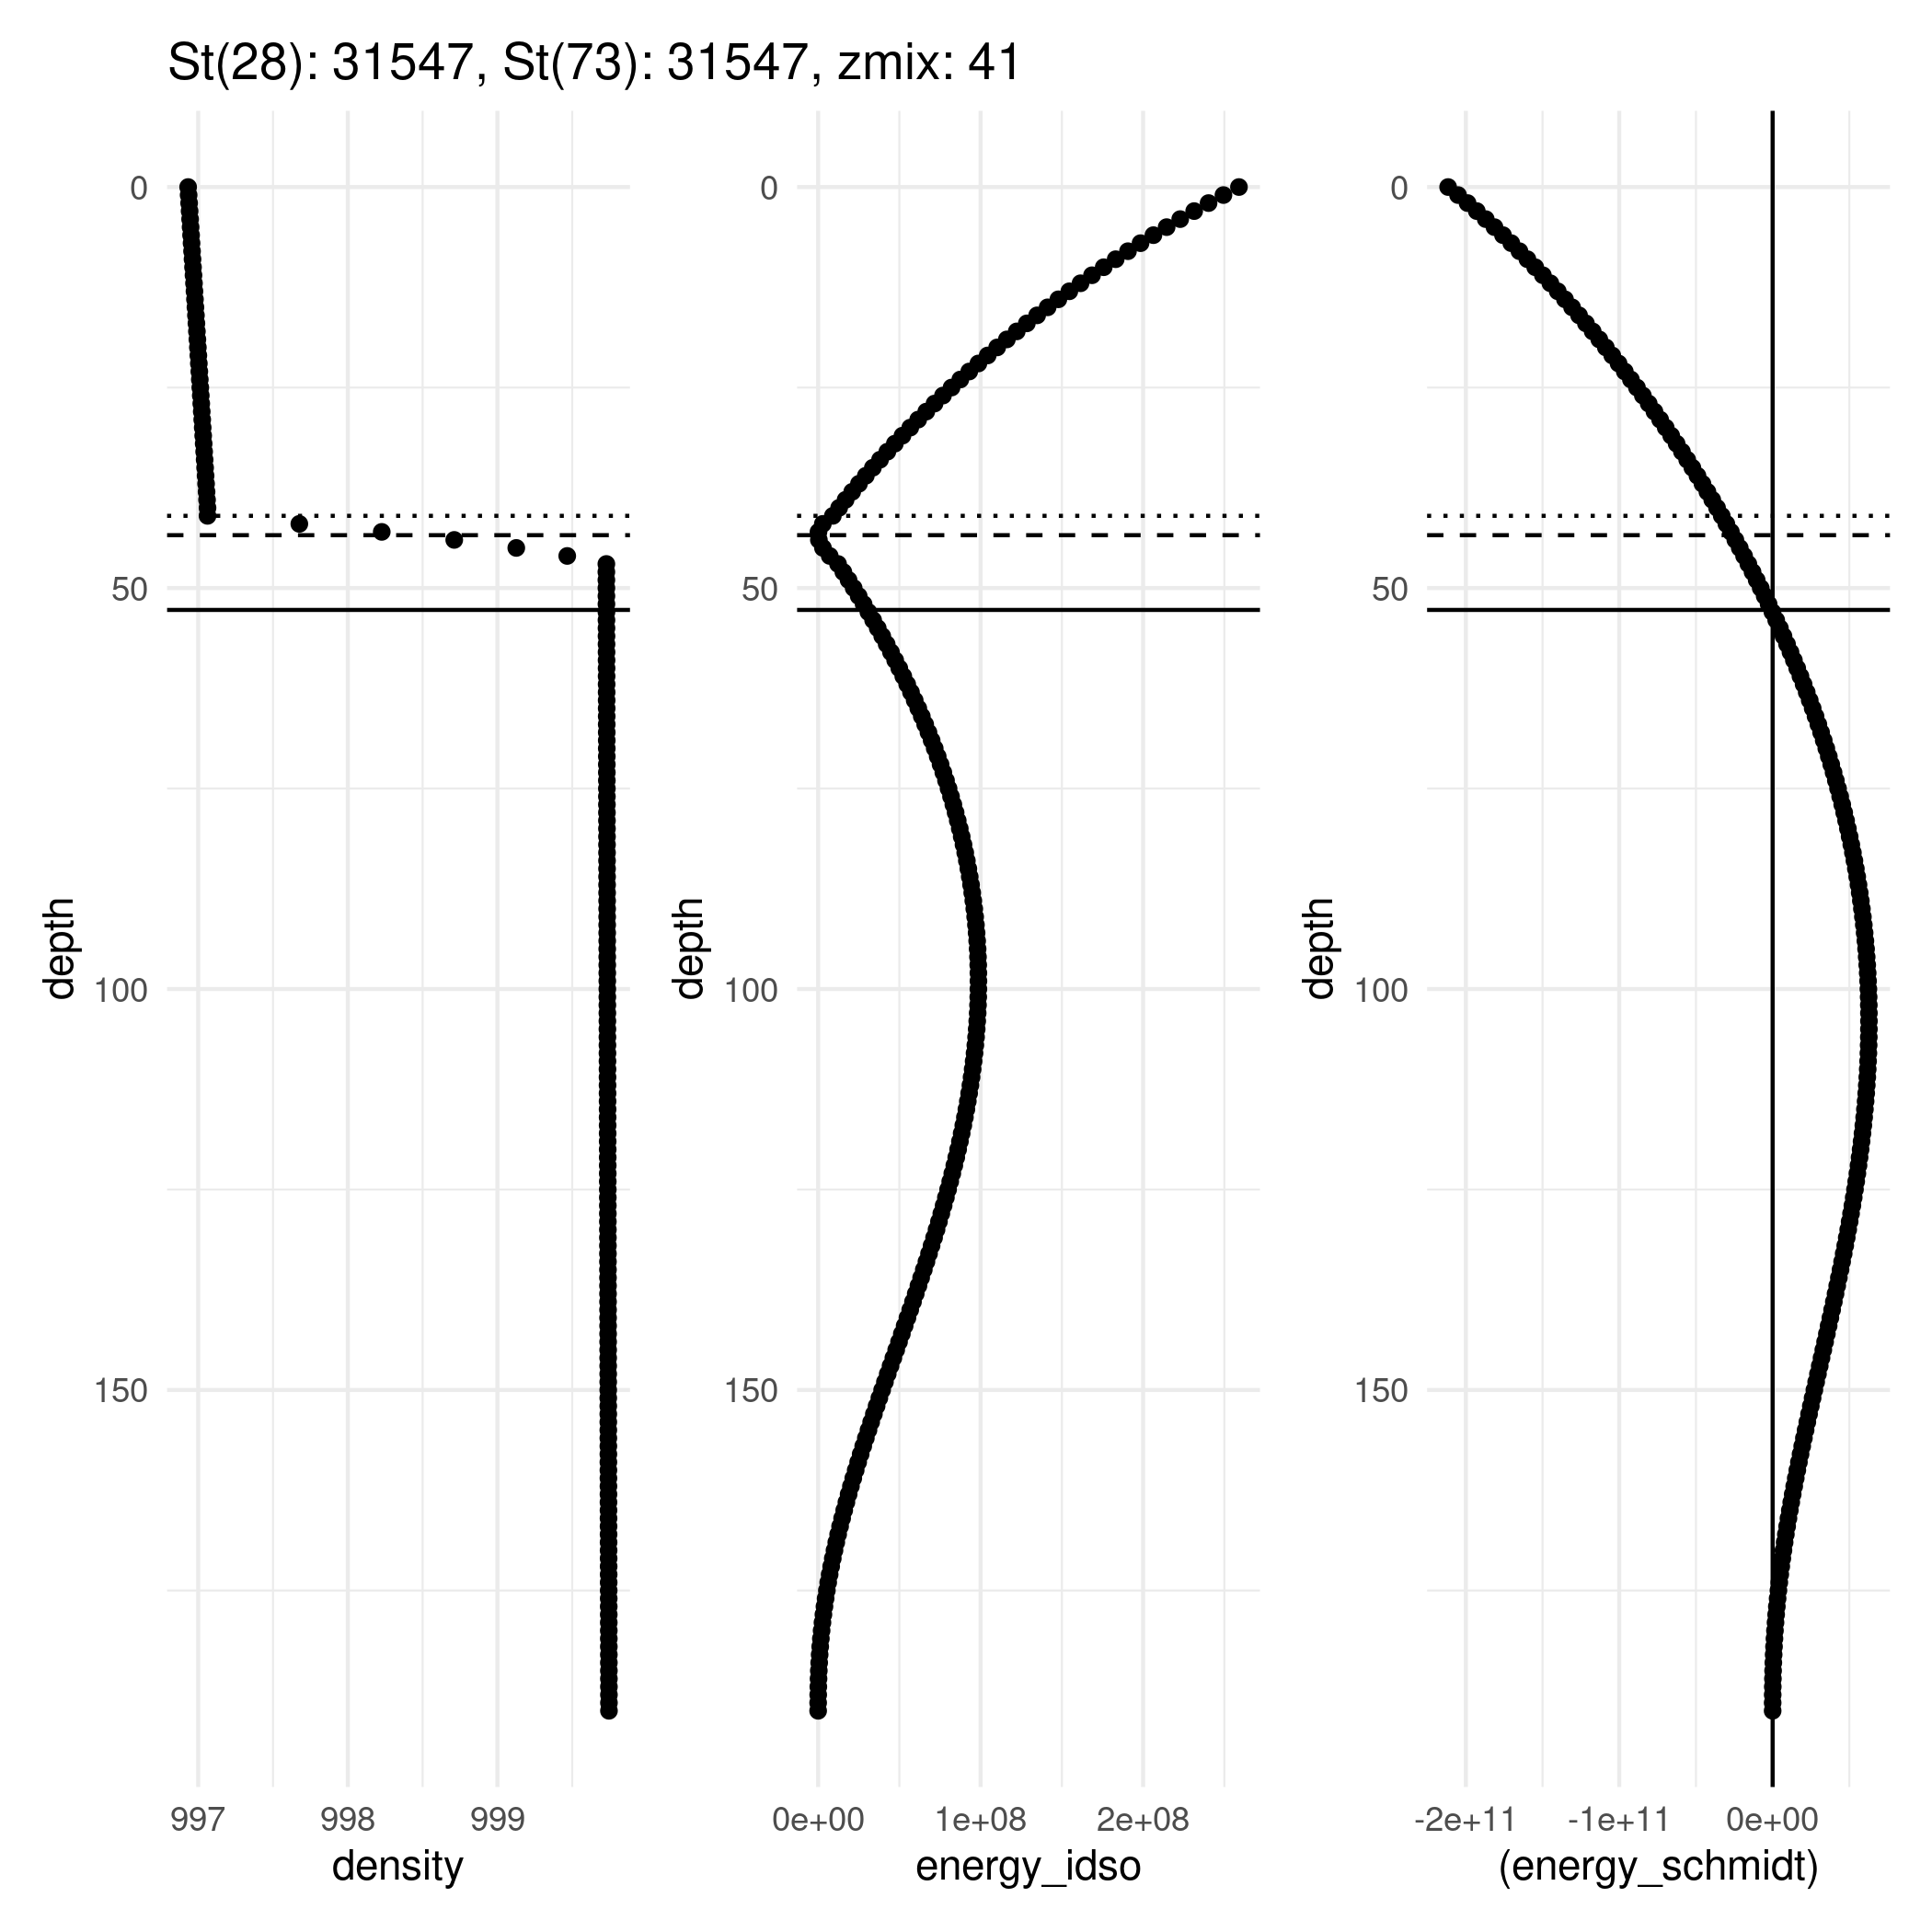 St(28): 31547, St(73): 31547, zmix: 41
0
50
100
150
depth
997 998 999
density
0
50
100
150
depth
0e+00 1e+08 2e+08
energy_idso
0
50
100
150
depth
-2e+11 -1e+11 0e+00
(energy_schmidt)